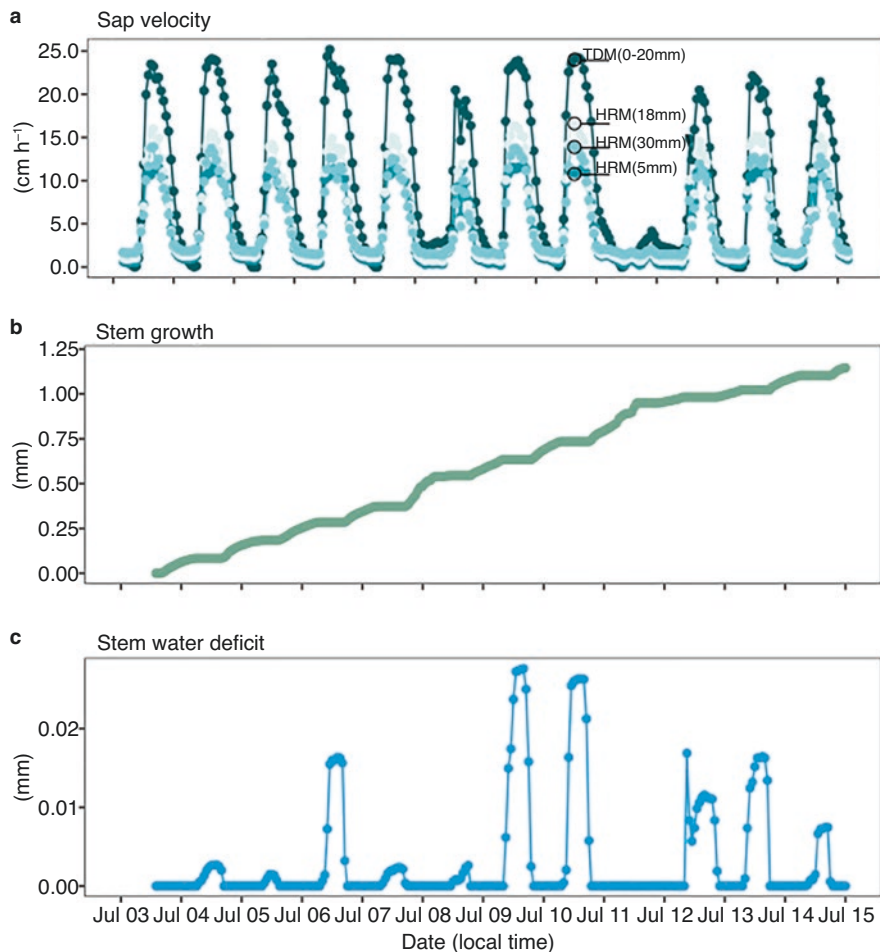 a Sap velocity
25.0
20.0
15.0
10.0
5.0
0.0
(cm h⁻¹)
TDM(0-20mm)
HRM(18mm)
HRM(30mm)
HRM(5mm)
b Stem growth
1.25
1.00
0.75
0.50
0.25
0.00
(mm)
c Stem water deficit
0.02
0.01
0.00
(mm)
Jul 03 Jul 04 Jul 05 Jul 06 Jul 07 Jul 08 Jul 09 Jul 10 Jul 11 Jul 12 Jul 13 Jul 14 Jul 15
Date (local time)